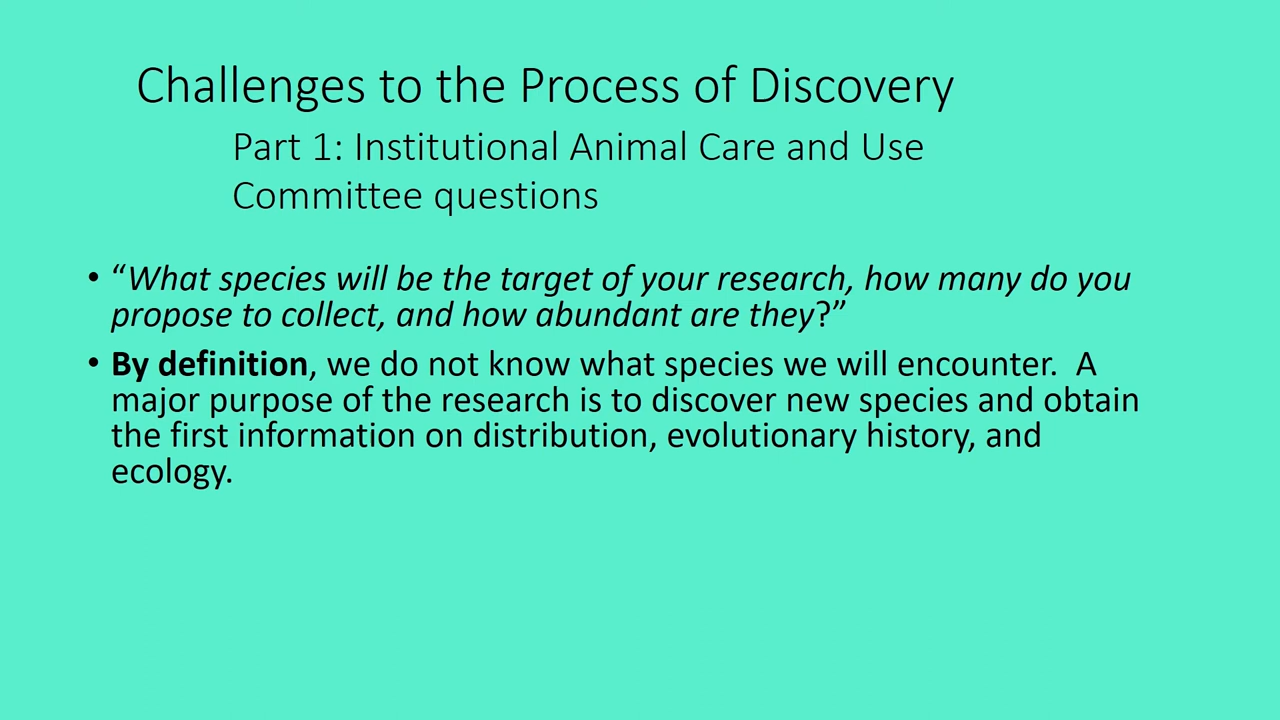 Challenges to the Process of Discovery
Part 1: Institutional Animal Care and Use
Committee questions
• “What species will be the target of your research, how many do you
propose to collect, and how abundant are they?”
• By definition, we do not know what species we will encounter.  A
major purpose of the research is to discover new species and obtain
the first information on distribution, evolutionary history, and
ecology.